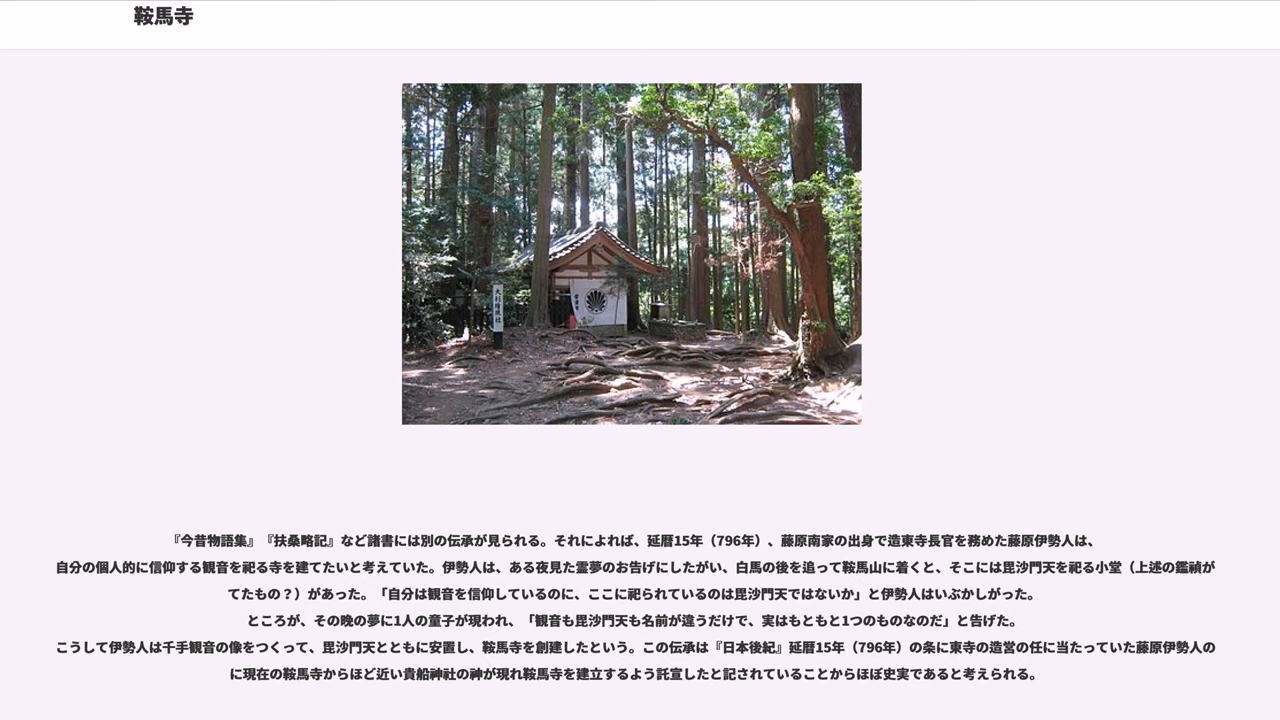 鞍馬寺
大杉権現社
『今昔物語集』『扶桑略記』など諸書には別の伝承が見られる。それによれば、延暦15年（796年）、藤原南家の出身で造東寺長官を務めた藤原伊勢人は、
自分の個人的に信仰する観音を祀る寺を建てたいと考えていた。伊勢人は、ある夜見た霊夢のお告げにしたがい、白馬の後を追って鞍馬山に着くと、そこには毘沙門天を祀る小堂（上述の鑑禎が
てたもの？）があった。「自分は観音を信仰しているのに、ここに祀られているのは毘沙門天ではないか」と伊勢人はいぶかしがった。
ところが、その晩の夢に1人の童子が現われ、「観音も毘沙門天も名前が違うだけで、実はもともと1つのものなのだ」と告げた。
こうして伊勢人は千手観音の像をつくって、毘沙門天とともに安置し、鞍馬寺を創建したという。この伝承は『日本後紀』延暦15年（796年）の条に東寺の造営の任に当たっていた藤原伊勢人の
に現在の鞍馬寺からほど近い貴船神社の神が現れ鞍馬寺を建立するよう託宣したと記されていることからほぼ史実であると考えられる。